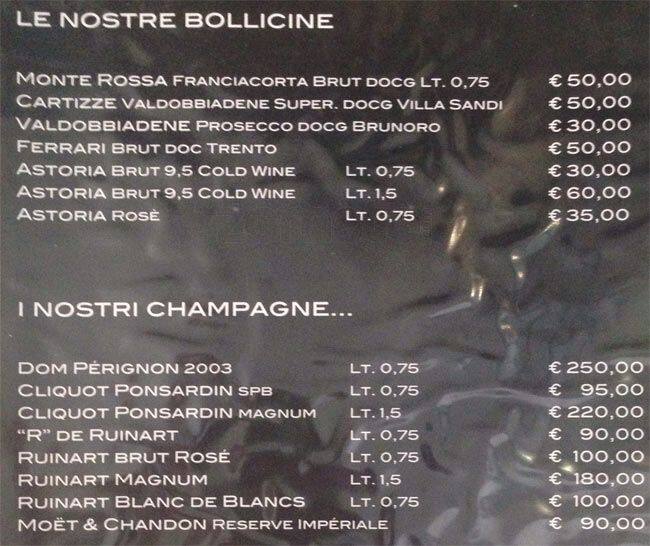 LE NOSTRE BOLLICINE
MONTE ROSSA FRANCIACORTA BRUT DOCG LT. 0,75 € 50,00
CARTIZZE VALDOBBIADENE SUPER. DOCG VILLA SANDI € 50,00
VALDOBBIADENE PROSECCO DOCG BRUNORO € 30,00
FERRARI BRUT DOC TRENTO € 50,00
ASTORIA BRUT 9,5 COLD WINE LT. 0,75 € 30,00
ASTORIA BRUT 9,5 COLD WINE LT. 1,5 € 60,00
ASTORIA ROSÈ LT. 0,75 € 35,00
I NOSTRI CHAMPAGNE...
DOM PÉRIGNON 2003 LT. 0,75 € 250,00
CLIQUOT PONSARDIN SPB LT. 0,75 € 95,00
CLIQUOT PONSARDIN MAGNUM LT. 1,5 € 220,00
“R” DE RUINART LT. 0,75 € 90,00
RUINART BRUT ROSÉ LT. 0,75 € 100,00
RUINART MAGNUM LT. 1,5 € 180,00
RUINART BLANC DE BLANCS LT. 0,75 € 100,00
MOËT & CHANDON RESERVE IMPÉRIALE € 90,00